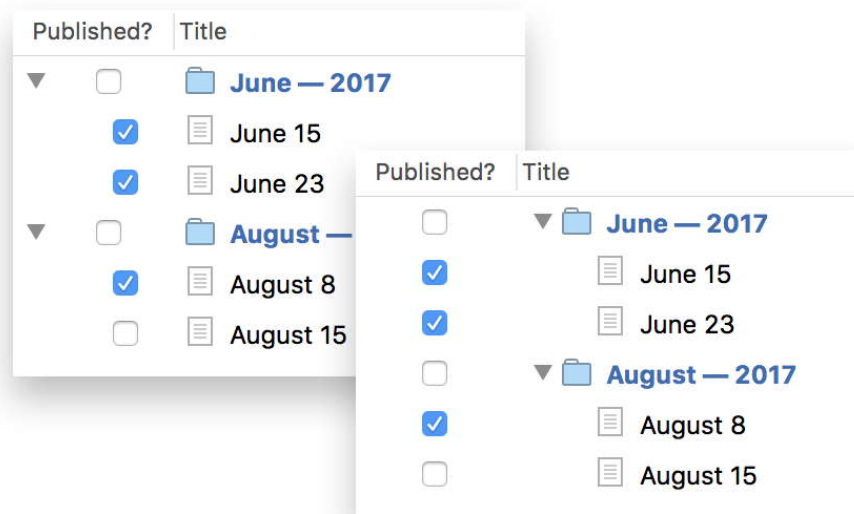 Published? Title
June — 2017
June 15
June 23
August —
August 8
August 15
Published? Title
June — 2017
June 15
June 23
August — 2017
August 8
August 15